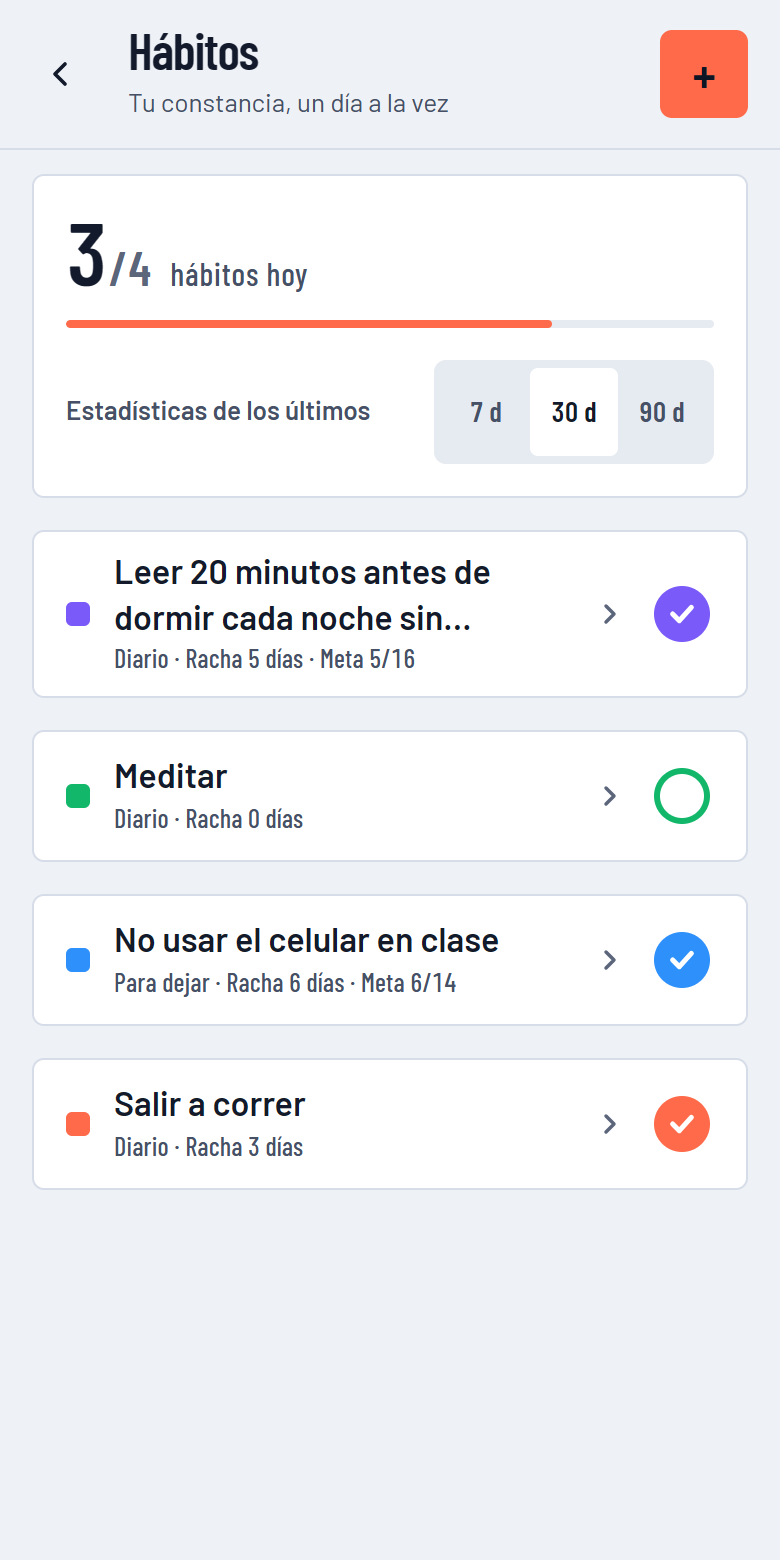 Hábitos
Tu constancia, un día a la vez
+
3/4 hábitos hoy
Estadísticas de los últimos
7 d 30 d 90 d
Leer 20 minutos antes de
dormir cada noche sin...
Diario · Racha 5 días · Meta 5/16
Meditar
Diario · Racha 0 días
No usar el celular en clase
Para dejar · Racha 6 días · Meta 6/14
Salir a correr
Diario · Racha 3 días